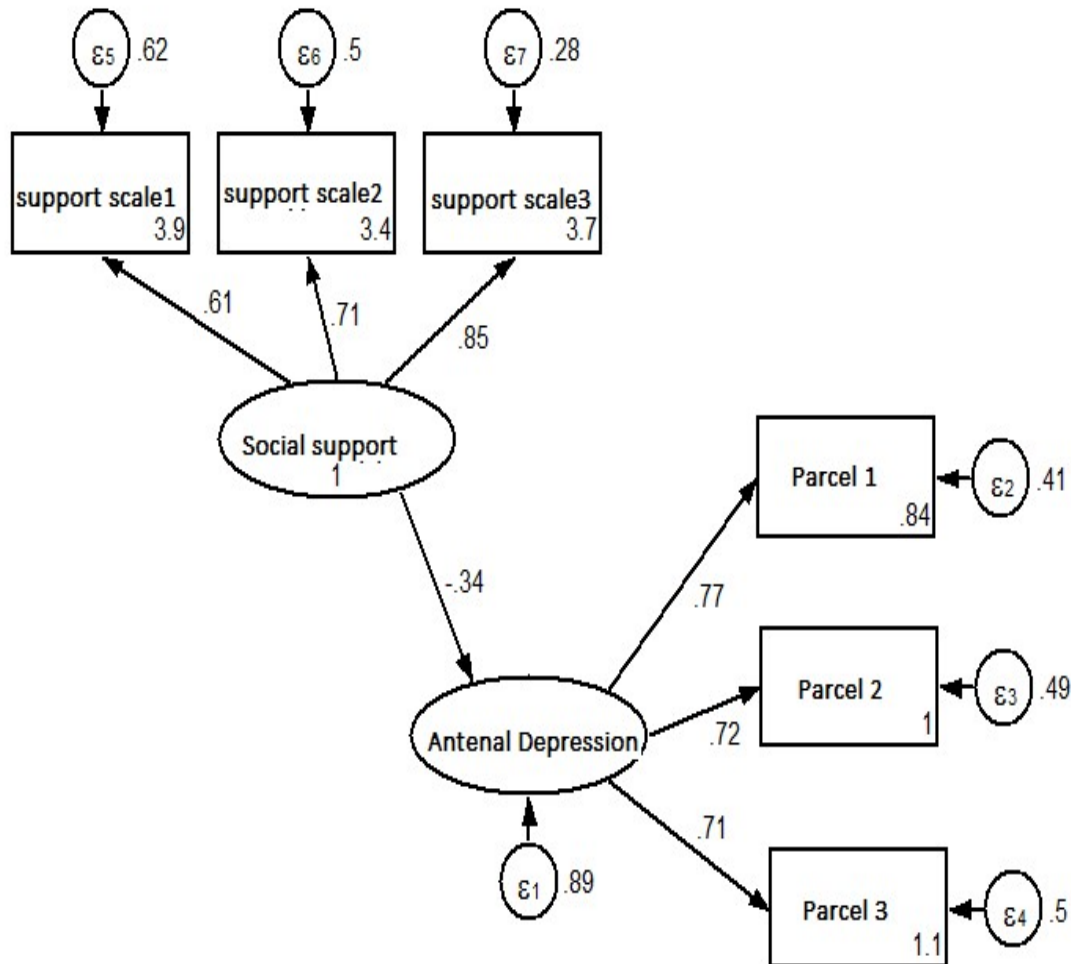 ε5 .62
ε6 .5
ε7 .28
support scale1
3.9
support scale2
3.4
support scale3
3.7
.61
.71
.85
Social support
1
-.34
Parcel 1
.84
ε2 .41
.77
Parcel 2
1
ε3 .49
.72
Antenal Depression
.71
ε1 .89
Parcel 3
1.1
ε4 .5